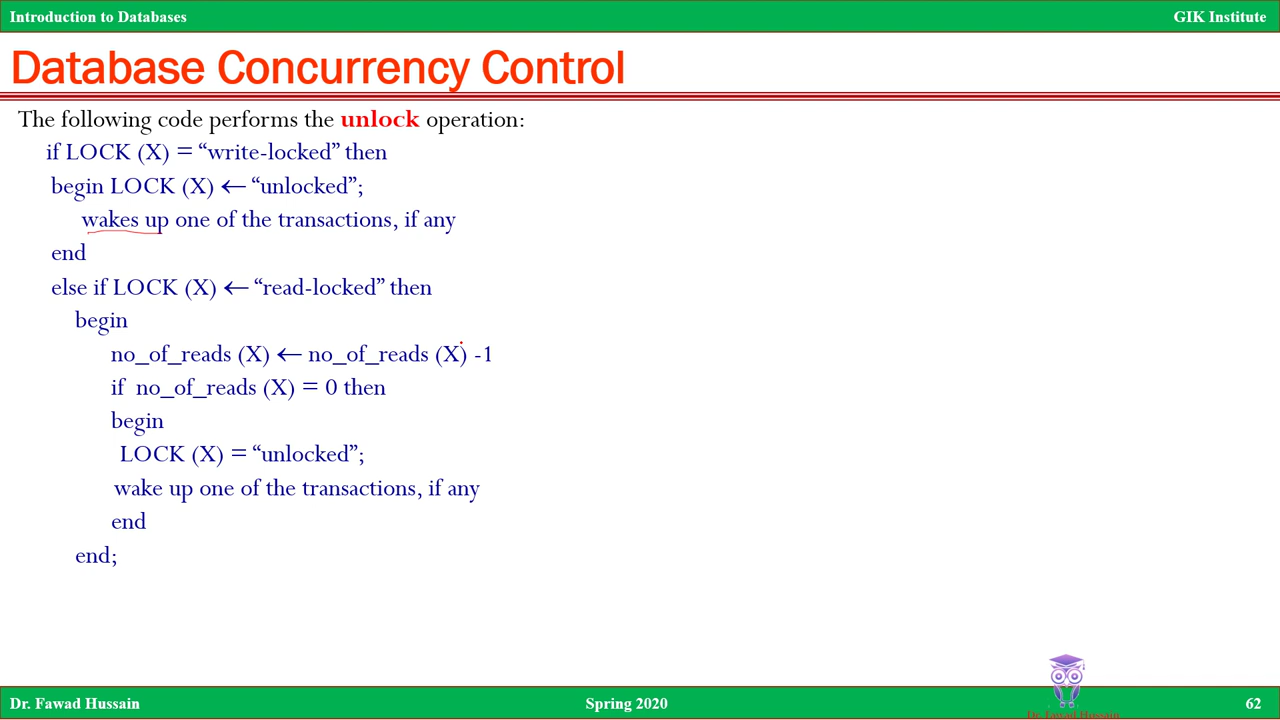 Introduction to Databases GIK Institute
Database Concurrency Control
The following code performs the unlock operation:
if LOCK (X) = “write-locked” then
begin LOCK (X) ← “unlocked”;
wakes up one of the transactions, if any
end
else if LOCK (X) ← “read-locked” then
begin
no_of_reads (X) ← no_of_reads (X) -1
if no_of_reads (X) = 0 then
begin
LOCK (X) = “unlocked”;
wake up one of the transactions, if any
end
end;
Dr. Fawad Hussain Spring 2020 62
Dr. Fawad Hussain